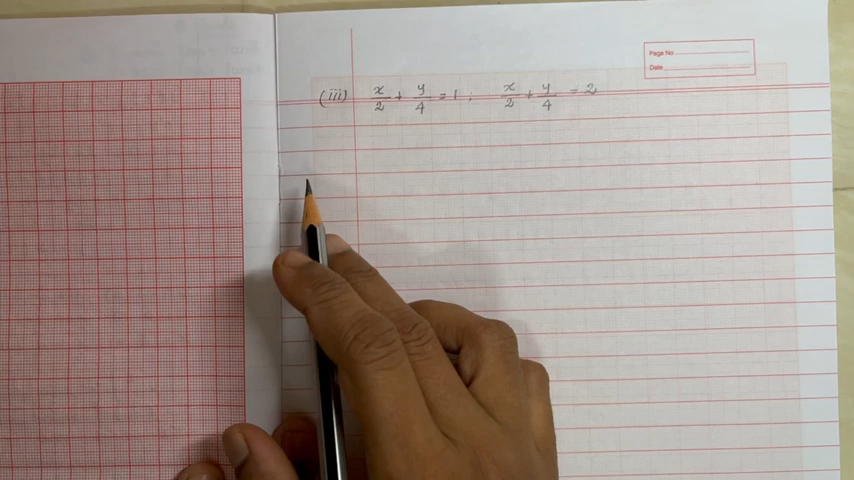 Page No
Date
(iii) x/2 + y/4 = 1 ; x/2 + y/4 = 2